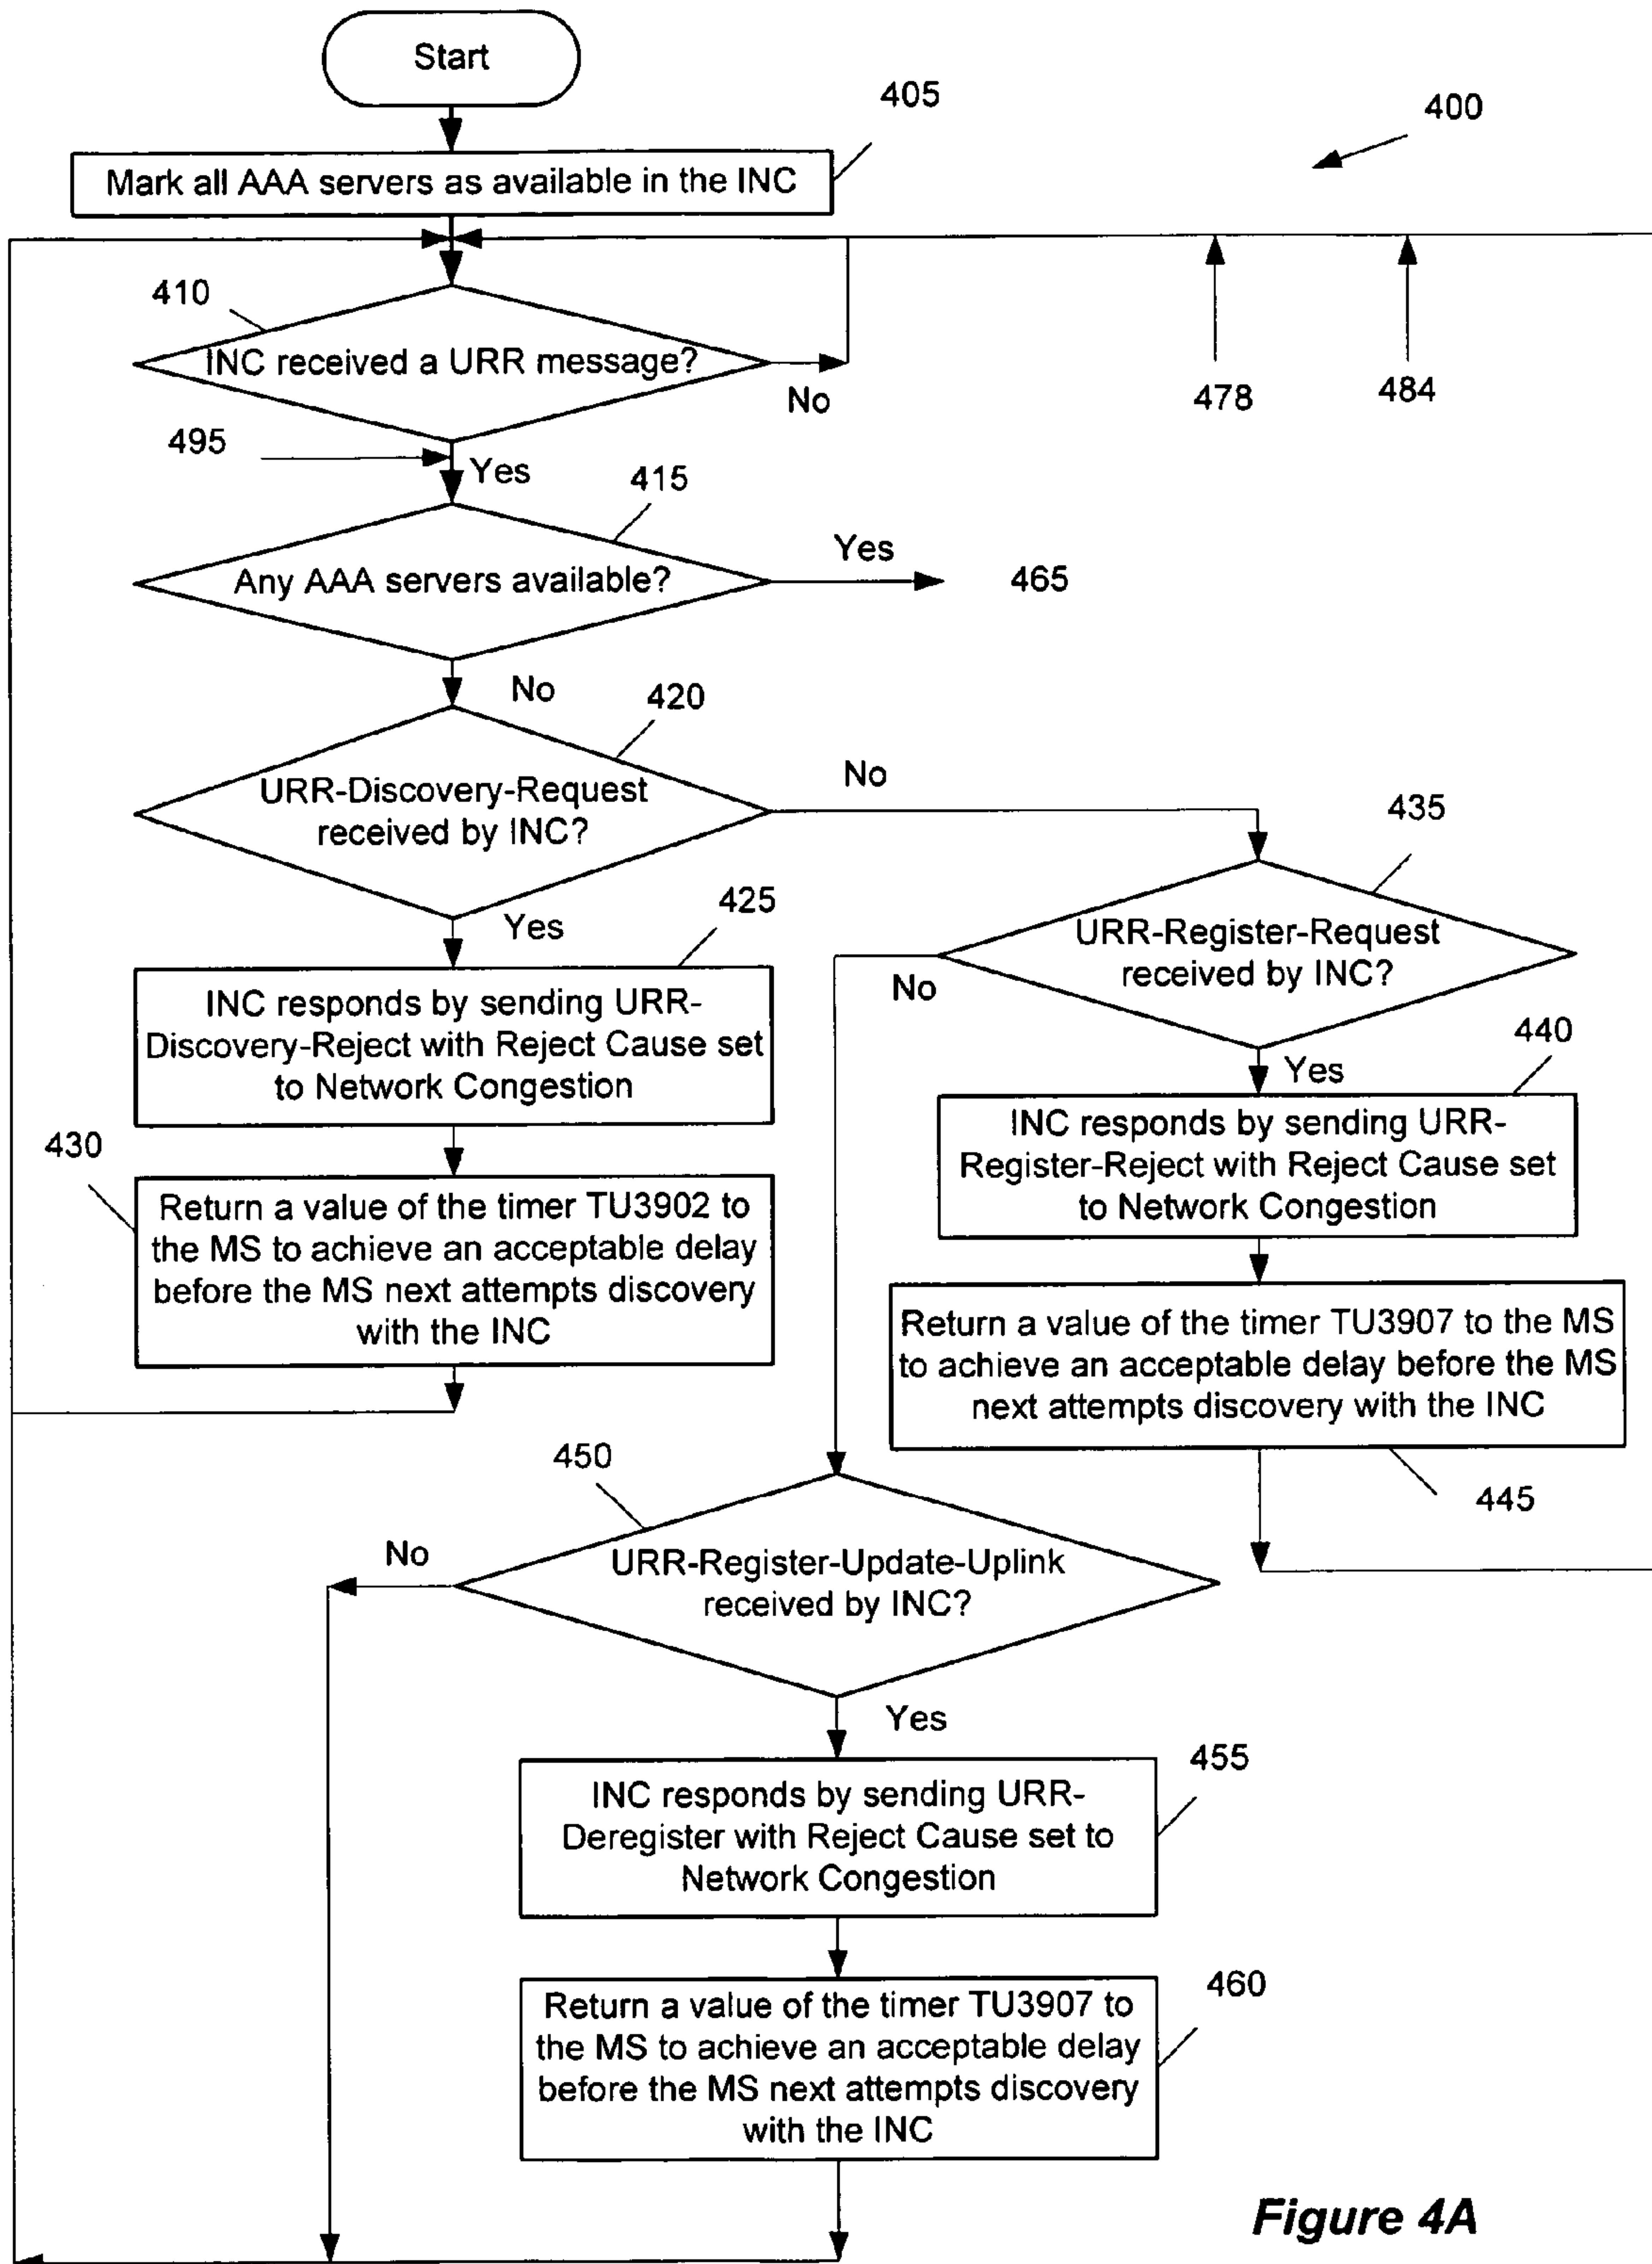 Start
405
400
Mark all AAA servers as available in the INC
410
INC received a URR message?
No
478
484
495
Yes
415
Any AAA servers available?
Yes
465
No
420
URR-Discovery-Request
received by INC?
No
435
Yes
425
URR-Register-Request
received by INC?
No
INC responds by sending URR-
Discovery-Reject with Reject Cause set
to Network Congestion
Yes
440
INC responds by sending URR-
Register-Reject with Reject Cause set
to Network Congestion
430
Return a value of the timer TU3902 to
the MS to achieve an acceptable delay
before the MS next attempts discovery
with the INC
Return a value of the timer TU3907 to the MS
to achieve an acceptable delay before the MS
next attempts discovery with the INC
445
450
No
URR-Register-Update-Uplink
received by INC?
Yes
455
INC responds by sending URR-
Deregister with Reject Cause set to
Network Congestion
460
Return a value of the timer TU3907 to
the MS to achieve an acceptable delay
before the MS next attempts discovery
with the INC
Figure 4A